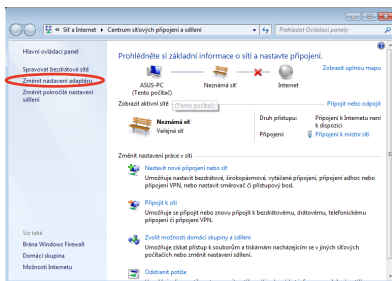 « Síť a Internet ▸ Centrum síťových připojení a sdílení
Prohledat Ovládací panely
Hlavní ovládací panel
Spravovat bezdrátové sítě
Změnit nastavení adaptéru
Změnit pokročilé nastavení
sdílení
Prohlédněte si základní informace o síti a nastavte připojení.
Zobrazit úplnou mapu
ASUS-PC
(Tento počítač)
Neznámá síť
Internet
Zobrazit aktivní sítě
(Tento počítač)
Připojit nebo odpojit
Neznámá síť
Veřejná síť
Druh přístupu:
Připojení k Internetu není
k dispozici
Připojení:
Připojení k místní síti
Změnit nastavení práce v síti
Nastavit nové připojení nebo síť
Umožňuje nastavit bezdrátové, širokopásmové, vytáčené připojení, připojení adhoc nebo
připojení VPN, nebo nastavit směrovač či přístupový bod.
Připojit k síti
Umožňuje se připojit nebo znovu připojit k bezdrátovému, drátovému, telefonickému
připojení či připojení VPN.
Zvolit možnosti domácí skupiny a sdílení
Umožňuje získat přístup k souborům a tiskárnám nacházejícím se v jiných síťových
počítačích nebo změnit nastavení sdílení.
Odstranit potíže
Viz také
Brána Windows Firewall
Domácí skupina
Možnosti Internetu